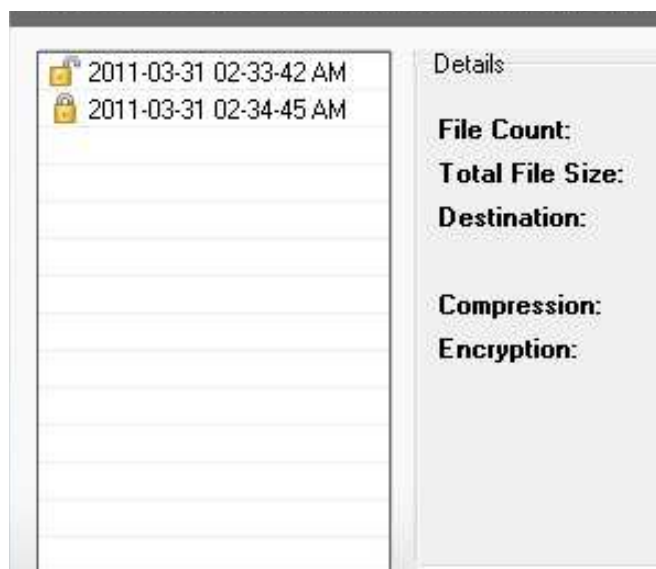 2011-03-31 02-33-42 AM
2011-03-31 02-34-45 AM
Details
File Count:
Total File Size:
Destination:
Compression:
Encryption: